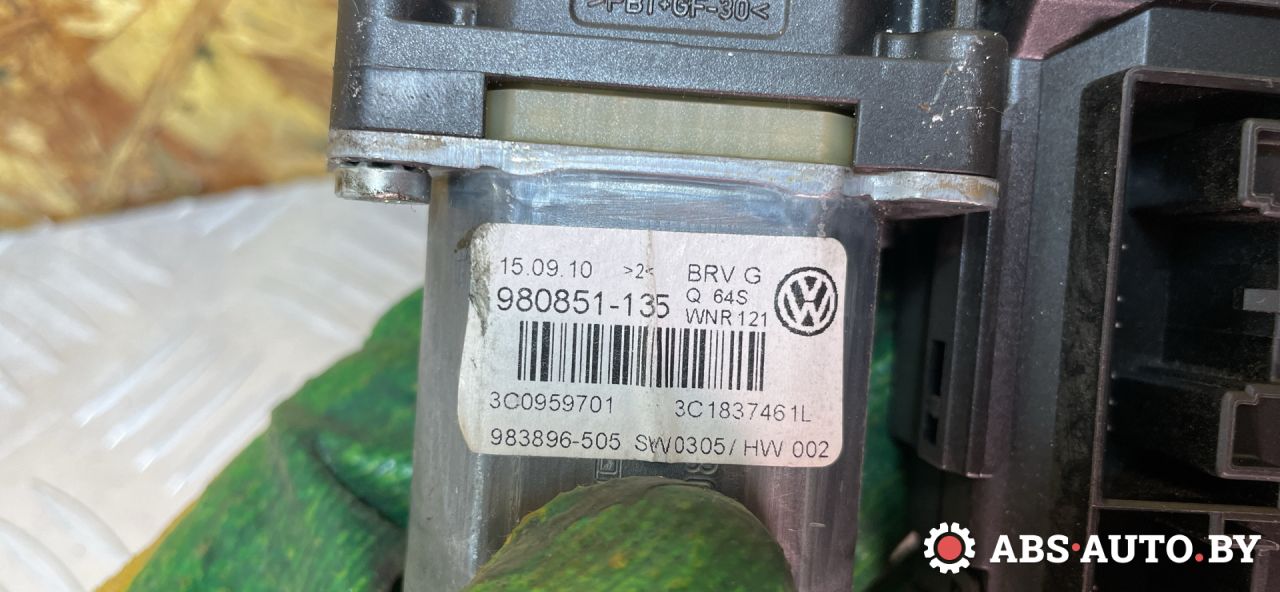 >PBT+GF-30<
15.09.10 >2< BRV G
980851-135 Q 64S
WNR 121
3C0959701 3C1837461L
983896-505 SW0305/ HW 002
ABS·AUTO.BY